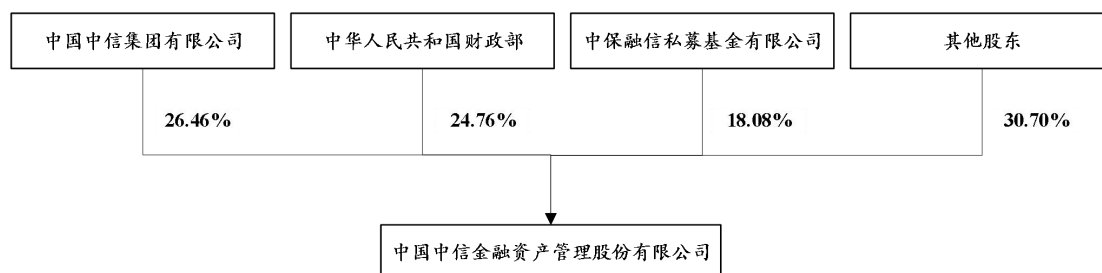 中国中信集团有限公司
中华人民共和国财政部
中保融信私募基金有限公司
其他股东
26.46%
24.76%
18.08%
30.70%
中国中信金融资产管理股份有限公司